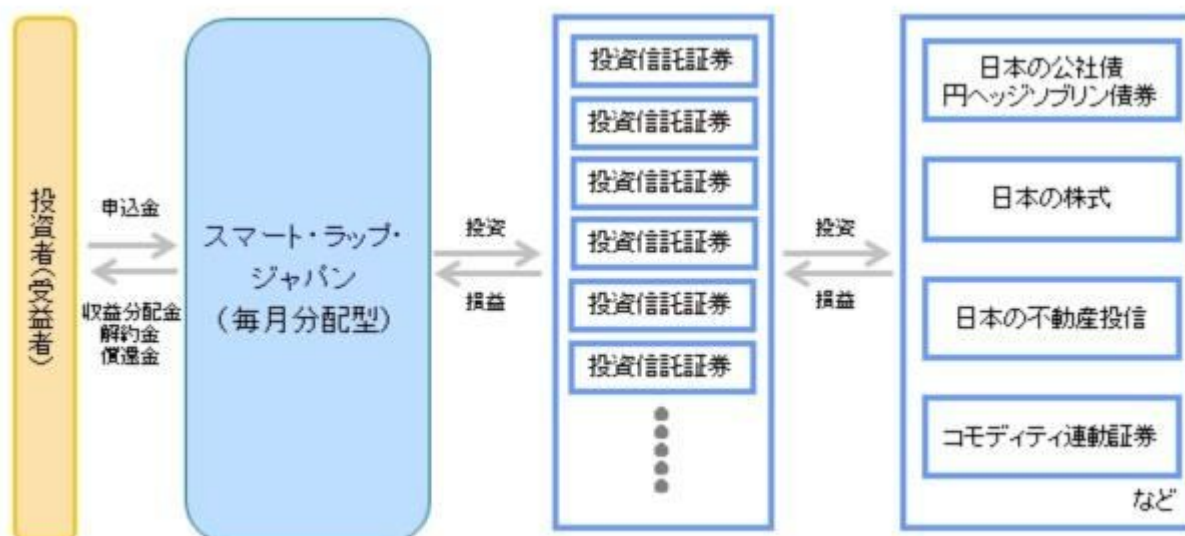 投資者(受益者)
申込金
収益分配金
解約金
償還金
スマート・ラップ・
ジャパン
(毎月分配型)
投資
損益
投資信託証券
投資信託証券
投資信託証券
投資信託証券
投資信託証券
投資信託証券
投資
損益
日本の公社債
円ヘッジソブリン債券
日本の株式
日本の不動産投信
コモディティ連動証券
など